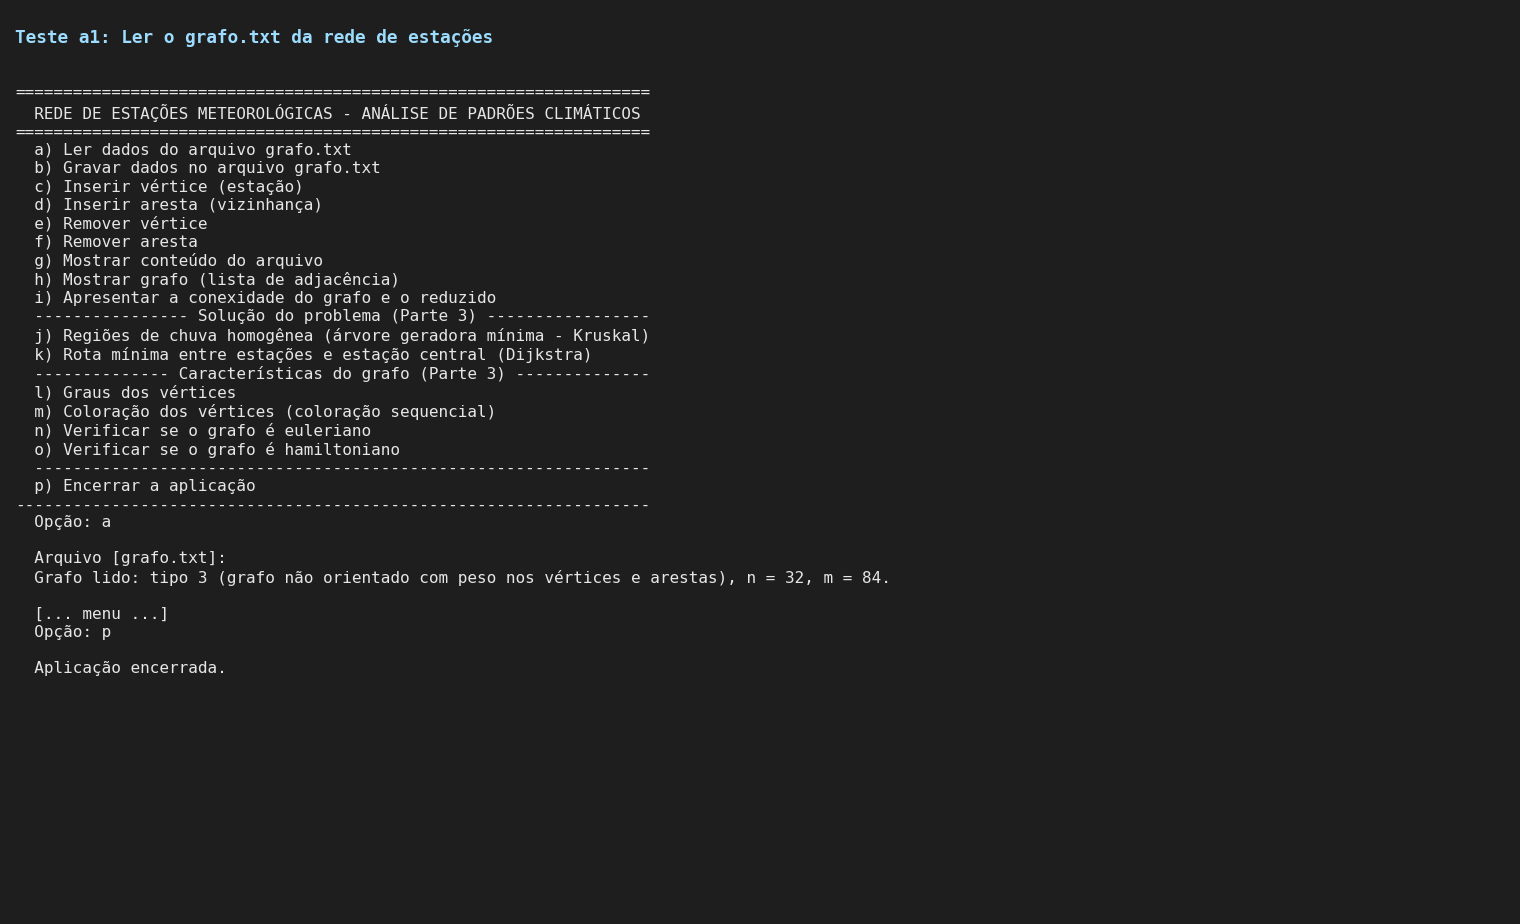 Teste a1: Ler o grafo.txt da rede de estações
==================================================================
REDE DE ESTAÇÕES METEOROLÓGICAS - ANÁLISE DE PADRÕES CLIMÁTICOS
==================================================================
a) Ler dados do arquivo grafo.txt
b) Gravar dados no arquivo grafo.txt
c) Inserir vértice (estação)
d) Inserir aresta (vizinhança)
e) Remover vértice
f) Remover aresta
g) Mostrar conteúdo do arquivo
h) Mostrar grafo (lista de adjacência)
i) Apresentar a conexidade do grafo e o reduzido
---------------- Solução do problema (Parte 3) -----------------
j) Regiões de chuva homogênea (árvore geradora mínima - Kruskal)
k) Rota mínima entre estações e estação central (Dijkstra)
-------------- Características do grafo (Parte 3) --------------
l) Graus dos vértices
m) Coloração dos vértices (coloração sequencial)
n) Verificar se o grafo é euleriano
o) Verificar se o grafo é hamiltoniano
----------------------------------------------------------------
p) Encerrar a aplicação
------------------------------------------------------------------
Opção: a
Arquivo [grafo.txt]:
Grafo lido: tipo 3 (grafo não orientado com peso nos vértices e arestas), n = 32, m = 84.
[... menu ...]
Opção: p
Aplicação encerrada.